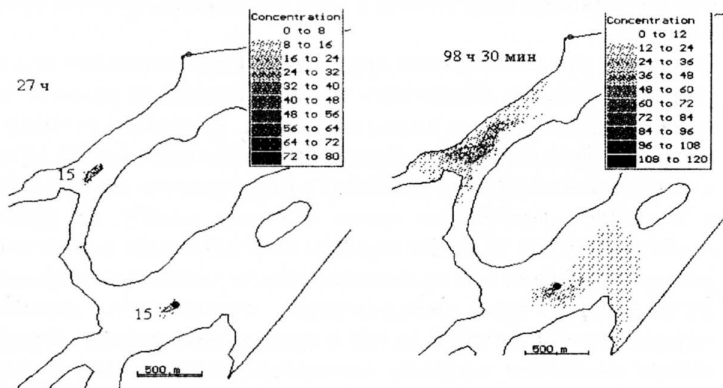 Concentration
0 to 8
8 to 16
16 to 24
24 to 32
32 to 40
40 to 48
48 to 56
56 to 64
64 to 72
72 to 80
27 ч
15
15
500 m
Concentration
0 to 12
12 to 24
24 to 36
36 to 48
48 to 60
60 to 72
72 to 84
84 to 96
96 to 108
108 to 120
98 ч 30 мин
500 m